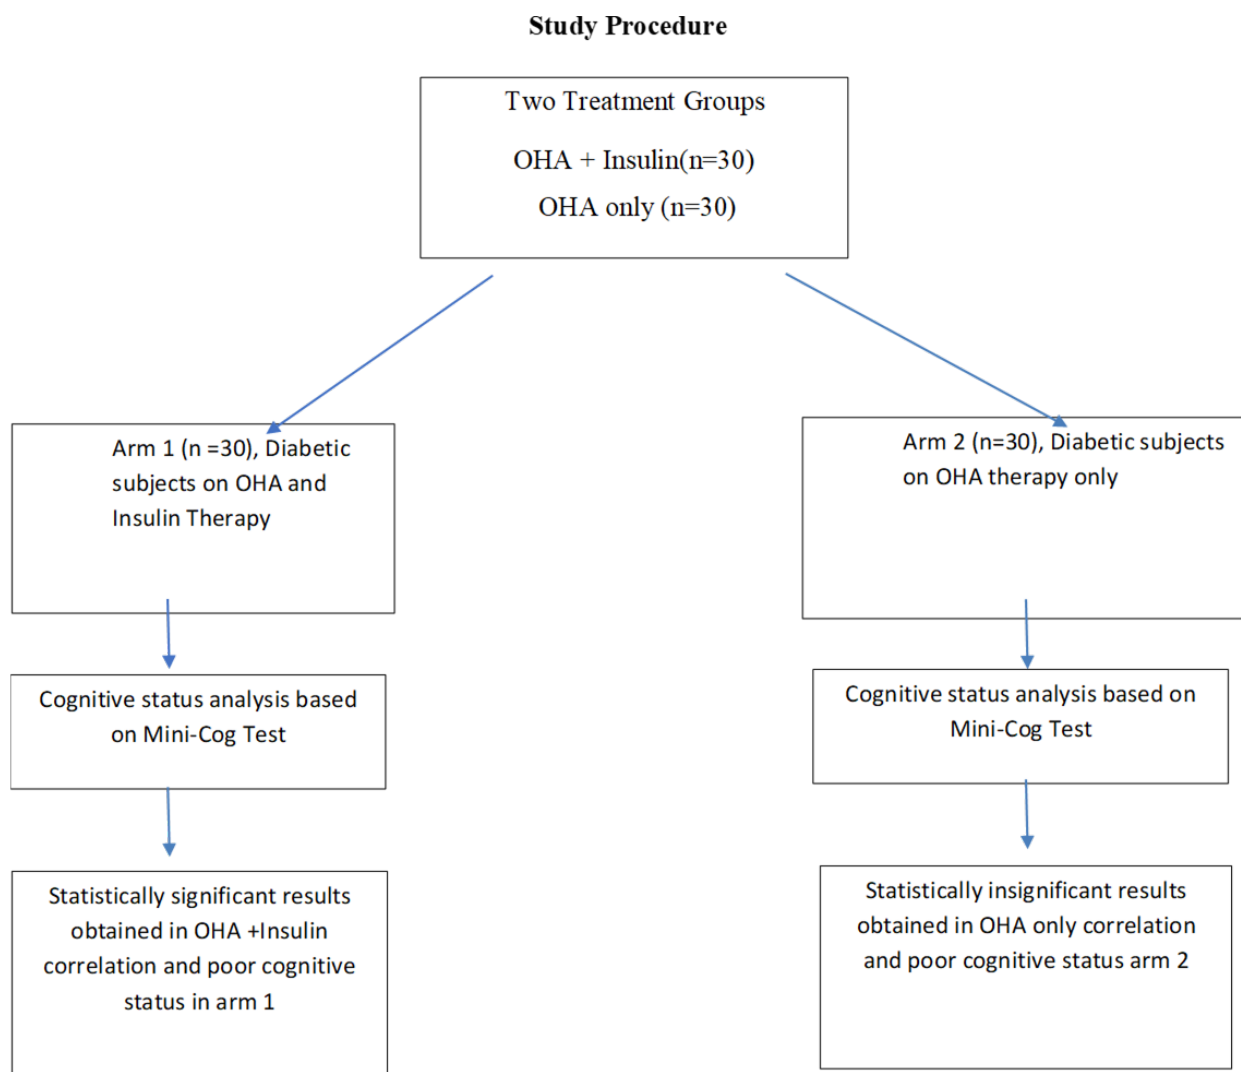 Study Procedure
Two Treatment Groups
OHA + Insulin(n=30)
OHA only (n=30)
Arm 1 (n =30), Diabetic
subjects on OHA and
Insulin Therapy
Arm 2 (n=30), Diabetic subjects
on OHA therapy only
Cognitive status analysis based
on Mini-Cog Test
Cognitive status analysis based on
Mini-Cog Test
Statistically significant results
obtained in OHA +Insulin
correlation and poor cognitive
status in arm 1
Statistically insignificant results
obtained in OHA only correlation
and poor cognitive status arm 2